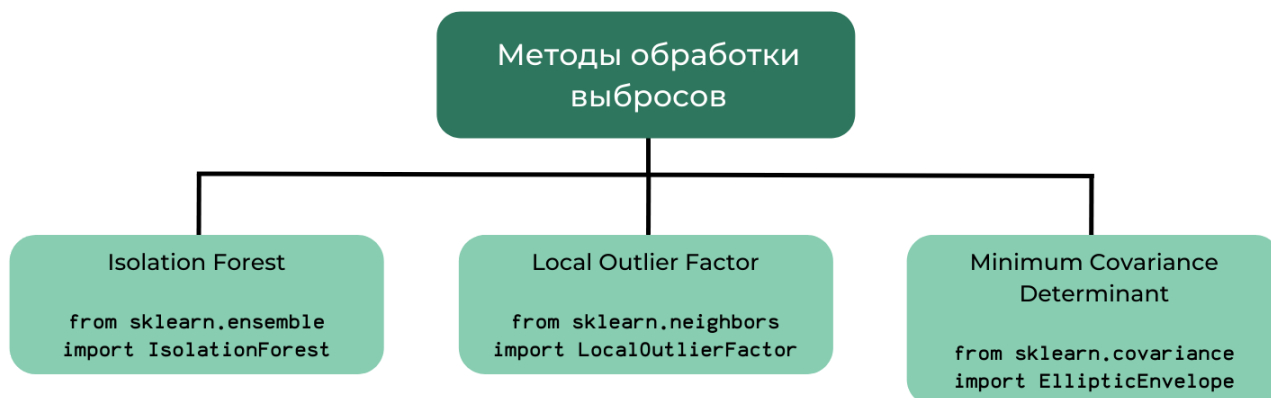 Методы обработки
выбросов
Isolation Forest
from sklearn.ensemble
import IsolationForest
Local Outlier Factor
from sklearn.neighbors
import LocalOutlierFactor
Minimum Covariance
Determinant
from sklearn.covariance
import EllipticEnvelope